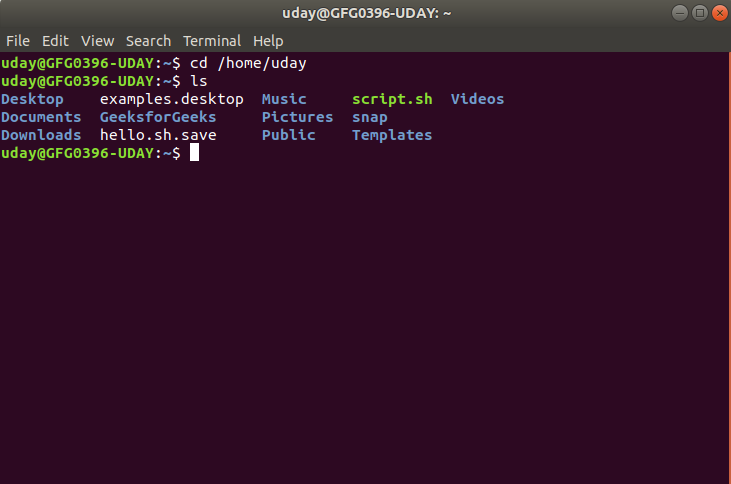 uday@GFG0396-UDAY: ~
File Edit View Search Terminal Help
uday@GFG0396-UDAY:~$ cd /home/uday
uday@GFG0396-UDAY:~$ ls
Desktop examples.desktop Music script.sh Videos
Documents GeeksforGeeks Pictures snap
Downloads hello.sh.save Public Templates
uday@GFG0396-UDAY:~$